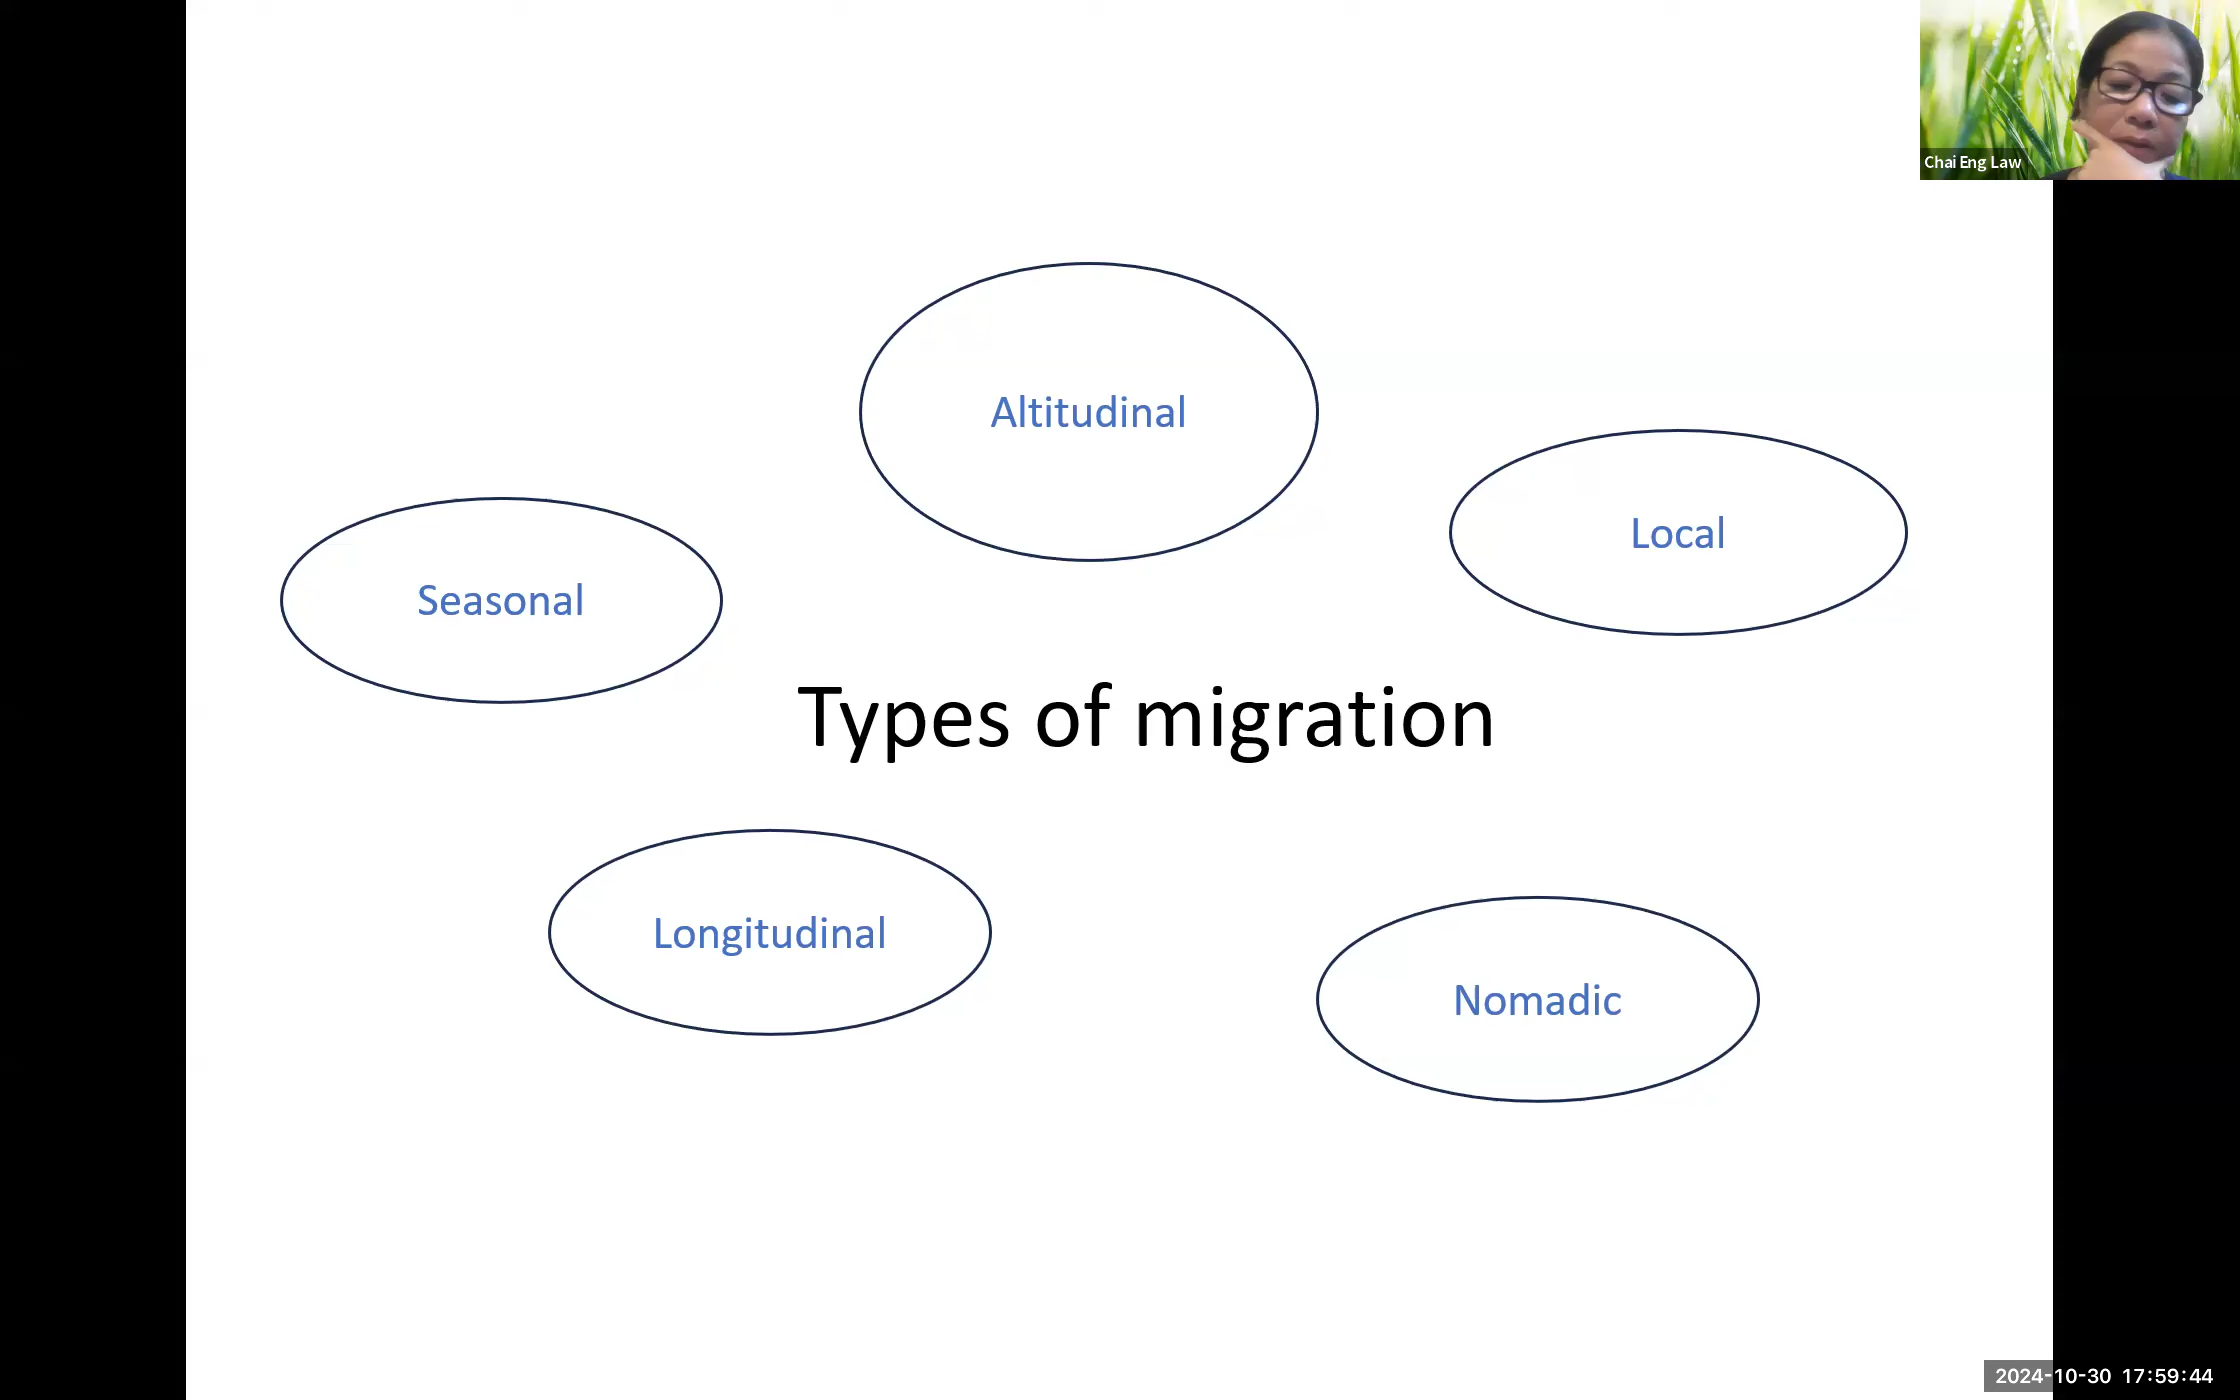 Chai Eng Law
Altitudinal
Local
Seasonal
Types of migration
Longitudinal
Nomadic
2024-10-30 17:59:44